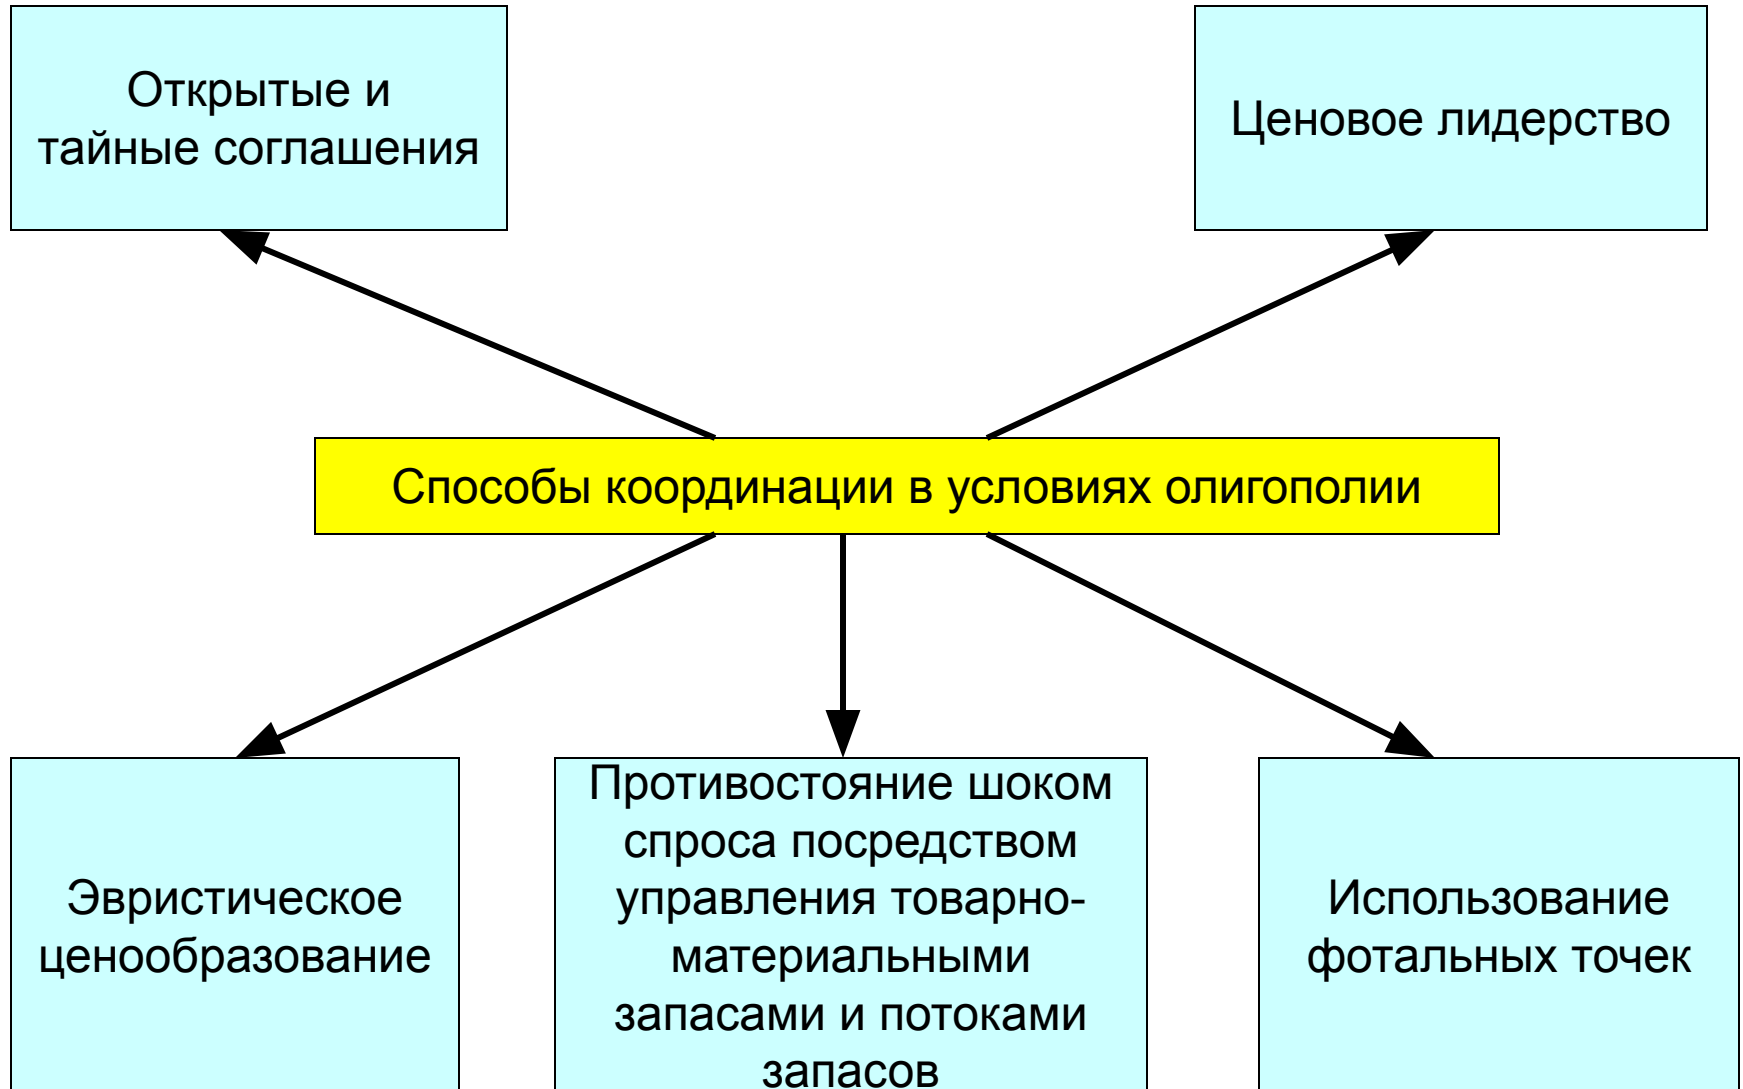 Открытые и
тайные соглашения
Ценовое лидерство
Способы координации в условиях олигополии
Эвристическое
ценообразование
Противостояние шоком
спроса посредством
управления товарно-
материальными
запасами и потоками
запасов
Использование
фотальных точек